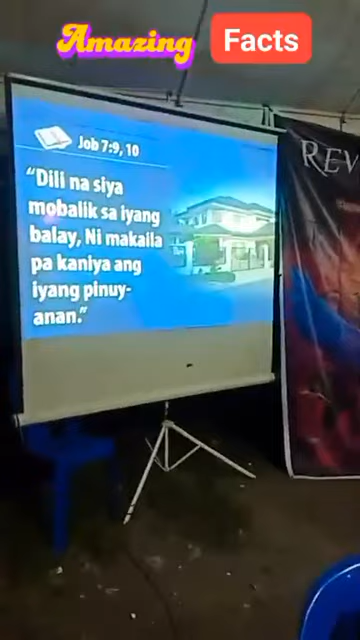 Amazing Facts
Job 7:9, 10
"Dili na siya
mobalik sa iyang
balay, Ni makaila
pa kaniya ang
iyang pinuy-
anan."
REV